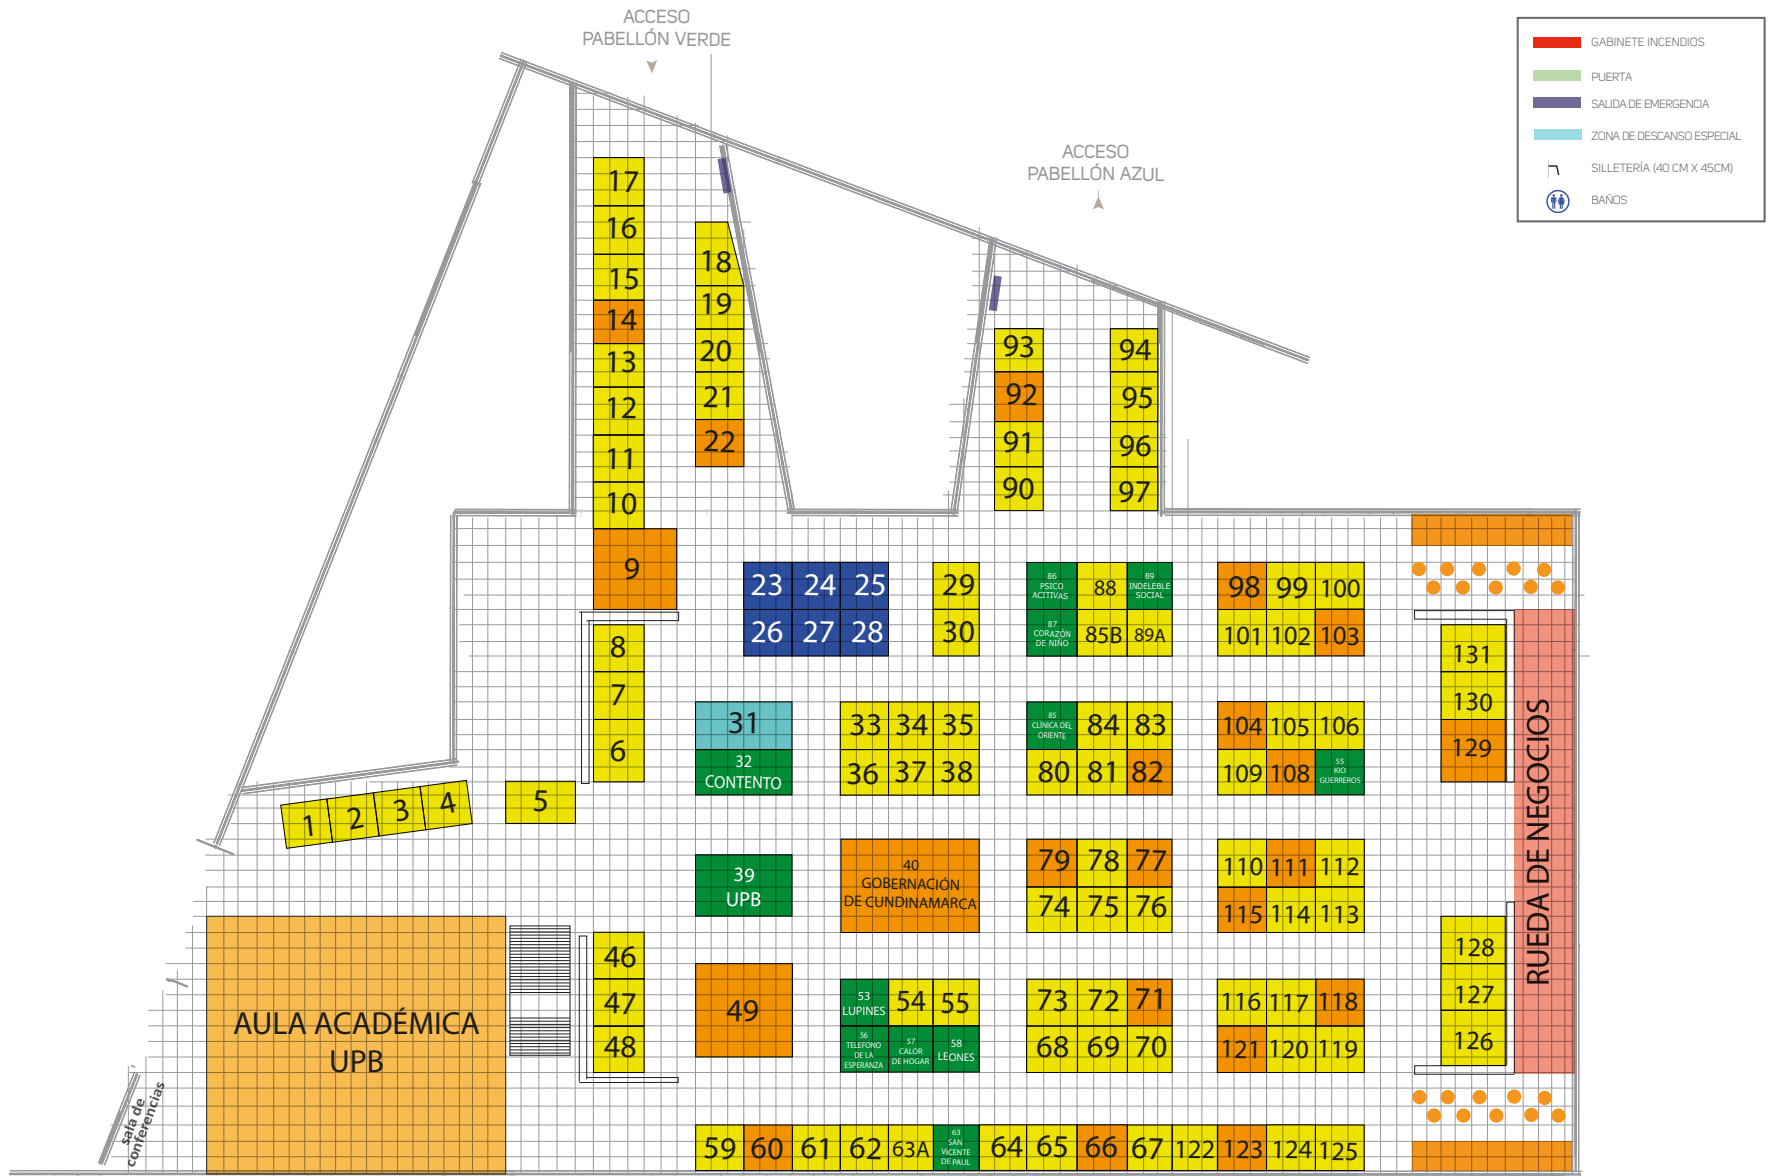 ACCESO
PABELLÓN VERDE
GABINETE INCENDIOS
PUERTA
SALIDA DE EMERGENCIA
ZONA DE DESCANSO ESPECIAL
SILLETERÍA (40 CM X 45CM)
BAÑOS
ACCESO
PABELLÓN AZUL
17
16
15
14
13
12
11
10
9
18
19
20
21
22
93
92
91
90
94
95
96
97
23 24 25
26 27 28
29
30
86
PSICO
ACITIVAS
88
89
INDELEBLE
SOCIAL
87
CORAZÓN
DE NIÑO
85B
89A
98 99 100
101 102 103
8
7
6
131
130
129
31
32
CONTENTO
33 34 35
36 37 38
85
CLÍNICA DEL
ORIENTE
84 83
80 81 82
104 105 106
109 108
55
KIO
GUERREROS
1 2 3 4
5
39
UPB
40
GOBERNACIÓN
DE CUNDINAMARCA
79 78 77
74 75 76
110 111 112
115 114 113
RUEDA DE NEGOCIOS
AULA ACADÉMICA
UPB
46
47
48
49
53
LUPINES
54 55
56
TELEFONO
DE LA
ESPERANZA
57
CALOR
DE HOGAR
58
LEONES
73 72 71
68 69 70
116 117 118
121 120 119
128
127
126
sala de
conferencias
59 60 61 62 63A
63
SAN
VICENTE
DE PAUL
64 65 66 67 122 123 124 125